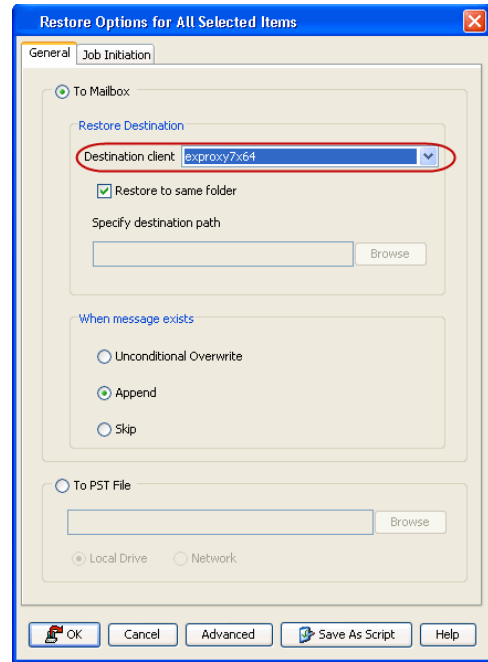 Restore Options for All Selected Items
General Job Initiation
To Mailbox
Restore Destination
Destination client exproxy7x64
Restore to same folder
Specify destination path
Browse
When message exists
Unconditional Overwrite
Append
Skip
To PST File
Browse
Local Drive Network
OK Cancel Advanced Save As Script Help